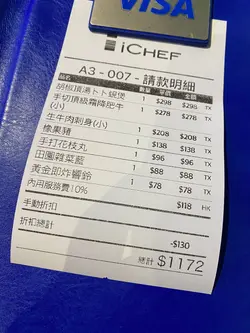 VISA
iCHEF
A3 - 007 - 請款明細
品名 數量 單價 金額
胡椒頂湯卜卜蜆煲 1 $298 $298 TX
手切頂級霜降肥牛(小) 1 $278 $278 TX
生牛肉刺身(小) 1 $208 $208 TX
橡果豬 1 $138 $138 TX
手打花枝丸 1 $96 $96 TX
田園雜菜籃 1 $88 $88 TX
黃金即炸響鈴 1 $78 $78 TX
內用服務費10% $118 HK
手動折扣
折扣總計 -$130
總計 $1172